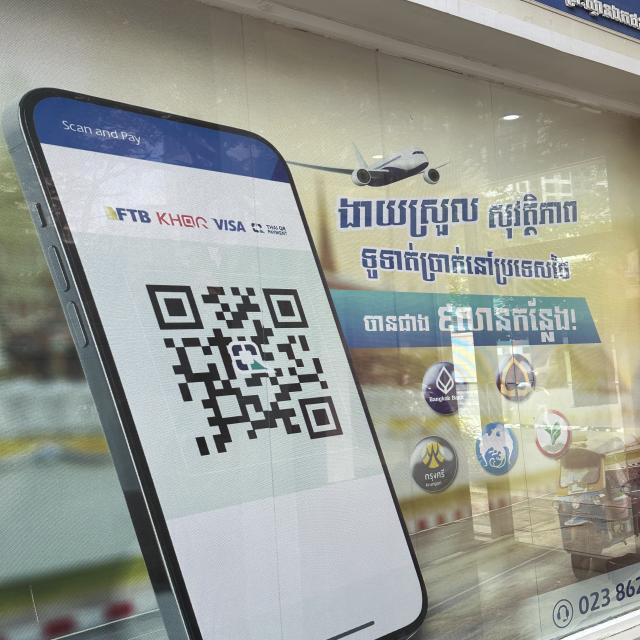 Scan and Pay
FTB KHQR VISA THAI QR PAYMENT
ងាយស្រួល សុវត្ថិភាព
ទូទាត់ប្រាក់នៅប្រទេសថៃ
បានជាង ៨លានកន្លែង!
Bangkok Bank
กรุงศรี
krungsri
023 862